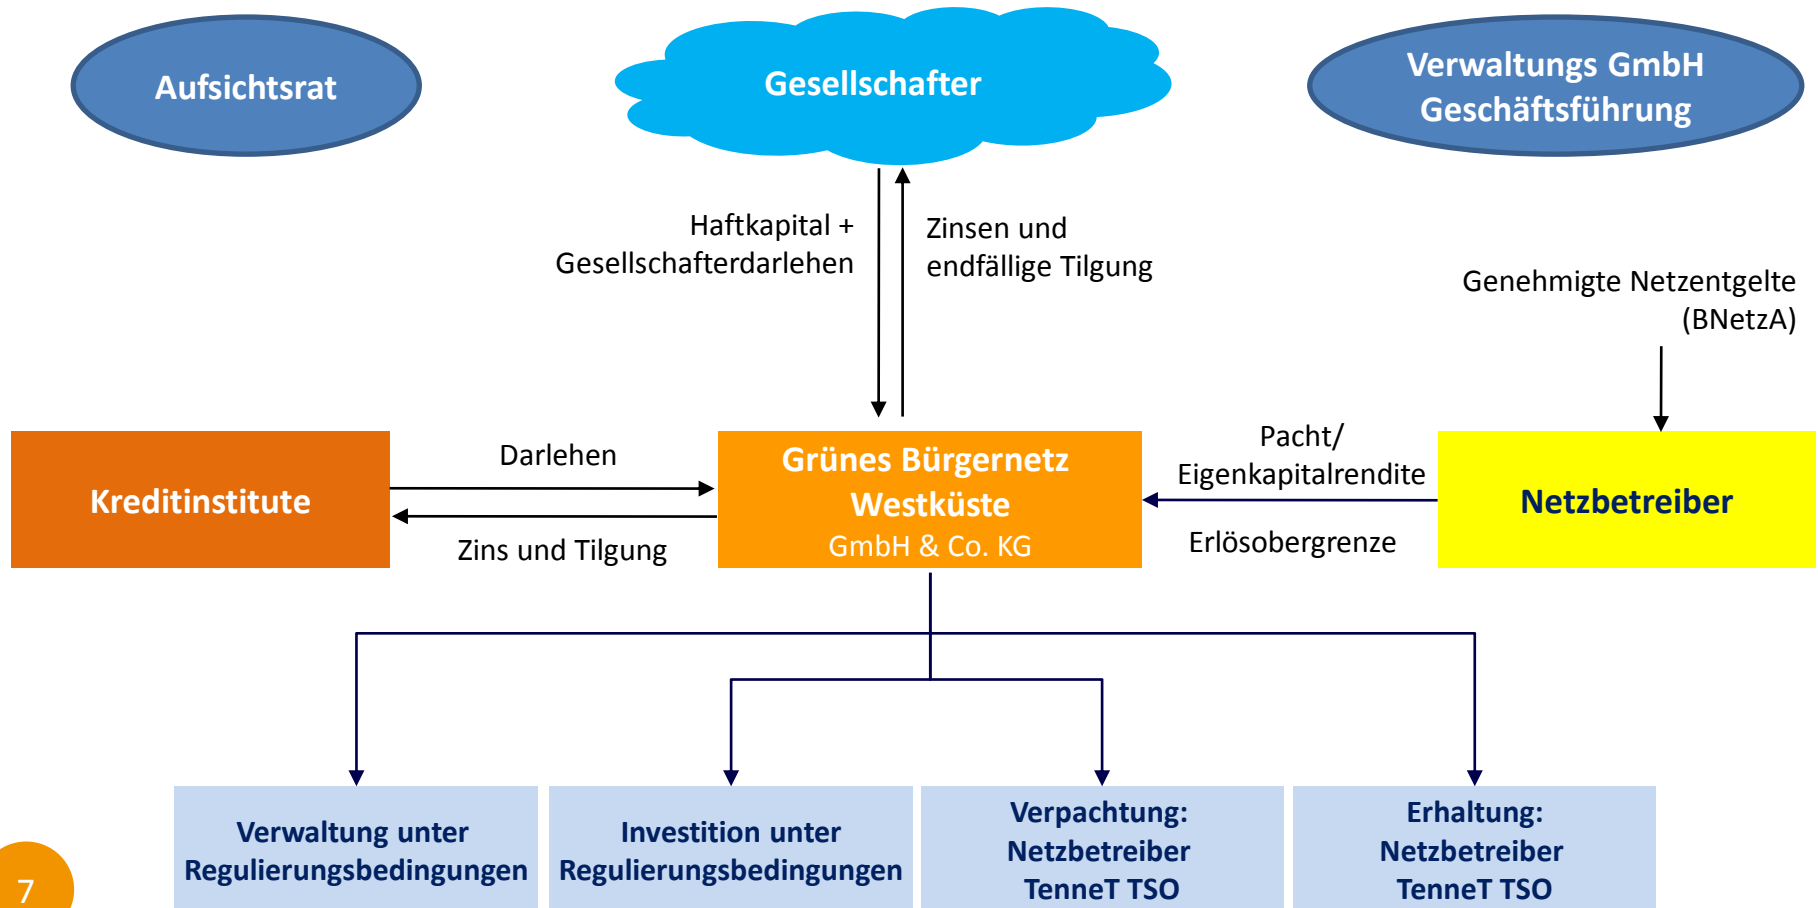 Aufsichtsrat
Gesellschafter
Verwaltungs GmbH
Geschäftsführung
Haftkapital +
Gesellschafterdarlehen
Zinsen und
endfällige Tilgung
Genehmigte Netzentgelte
(BNetzA)
Kreditinstitute
Darlehen
Zins und Tilgung
Grünes Bürgernetz
Westküste
GmbH & Co. KG
Pacht/
Eigenkapitalrendite
Erlösobergrenze
Netzbetreiber
Verwaltung unter
Regulierungsbedingungen
Investition unter
Regulierungsbedingungen
Verpachtung:
Netzbetreiber
TenneT TSO
Erhaltung:
Netzbetreiber
TenneT TSO
7